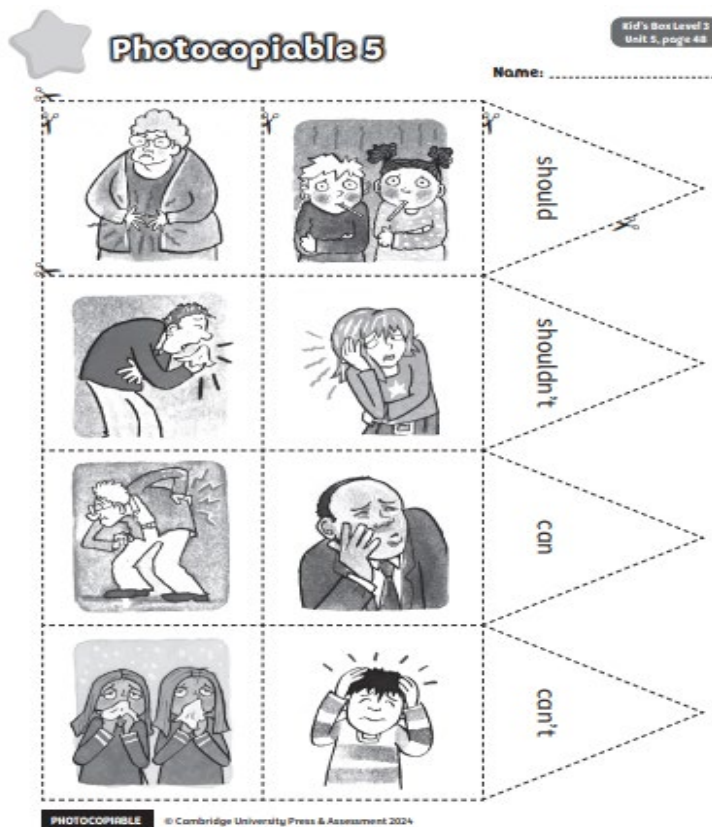 Photocopiable 5
Kid's Box Level 3
Unit 5, page 48
Name:
should
shouldn't
can
can't
PHOTOCOPIABLE © Cambridge University Press & Assessment 2024